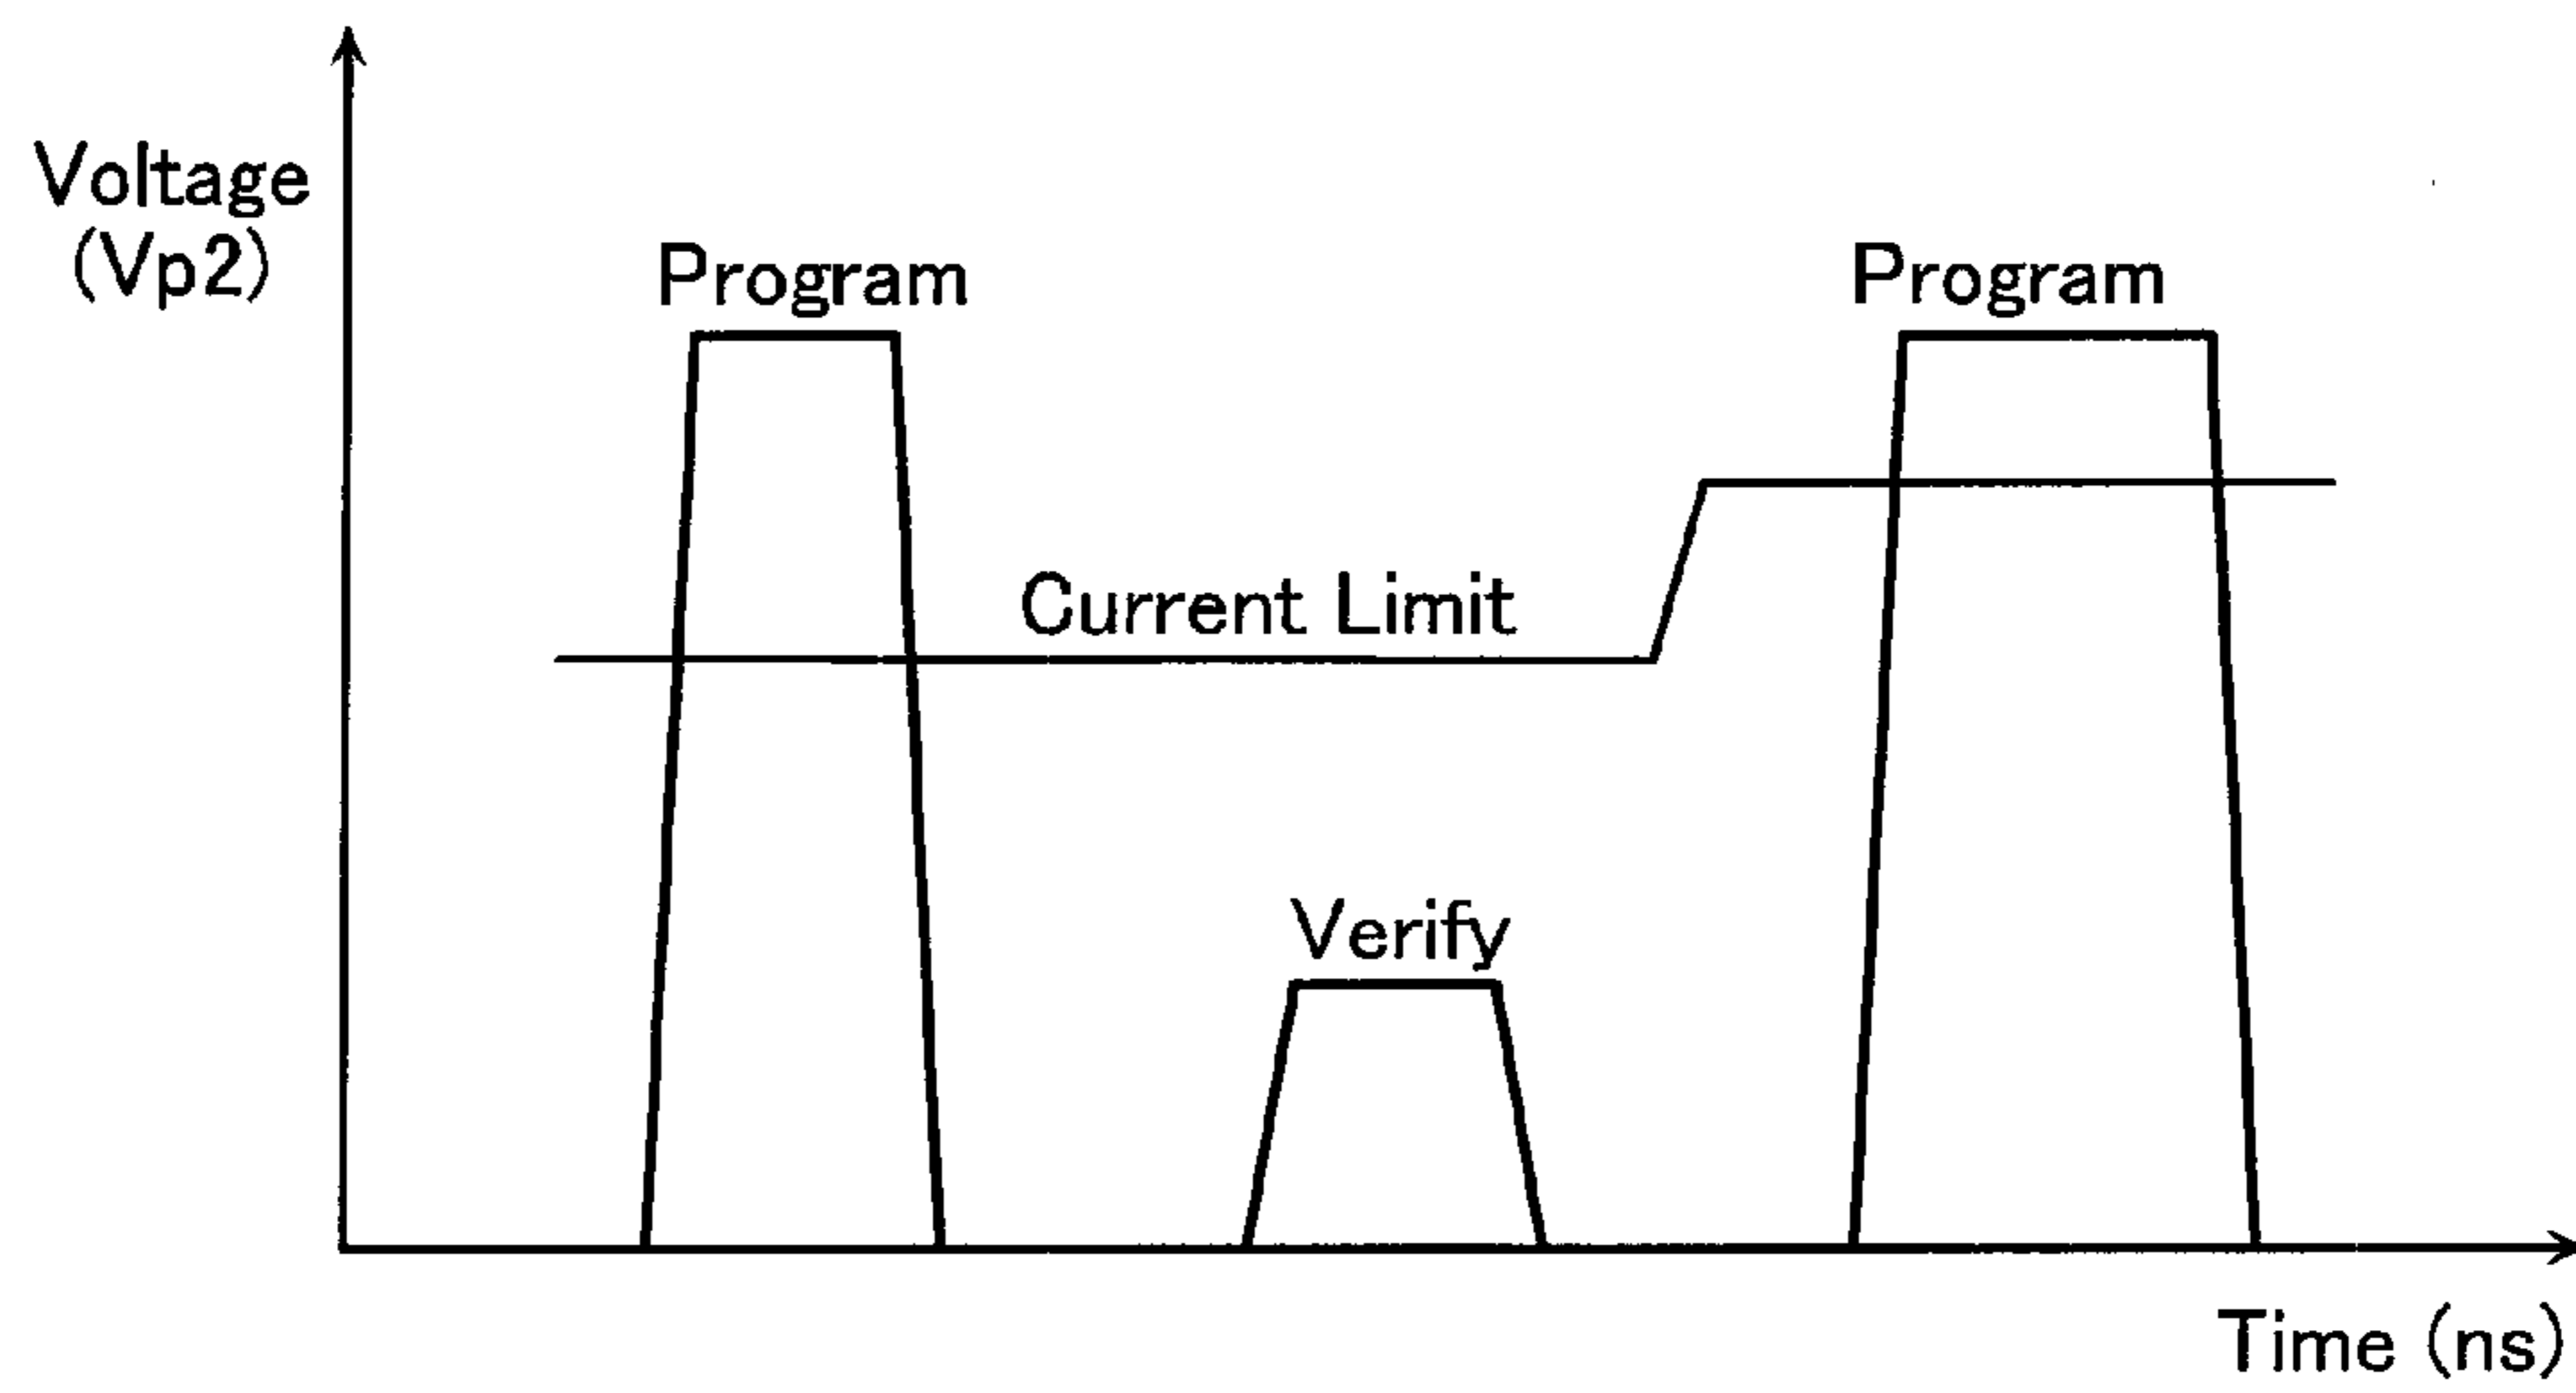 Voltage
(Vp2)
Program
Program
Current Limit
Verify
Time (ns)